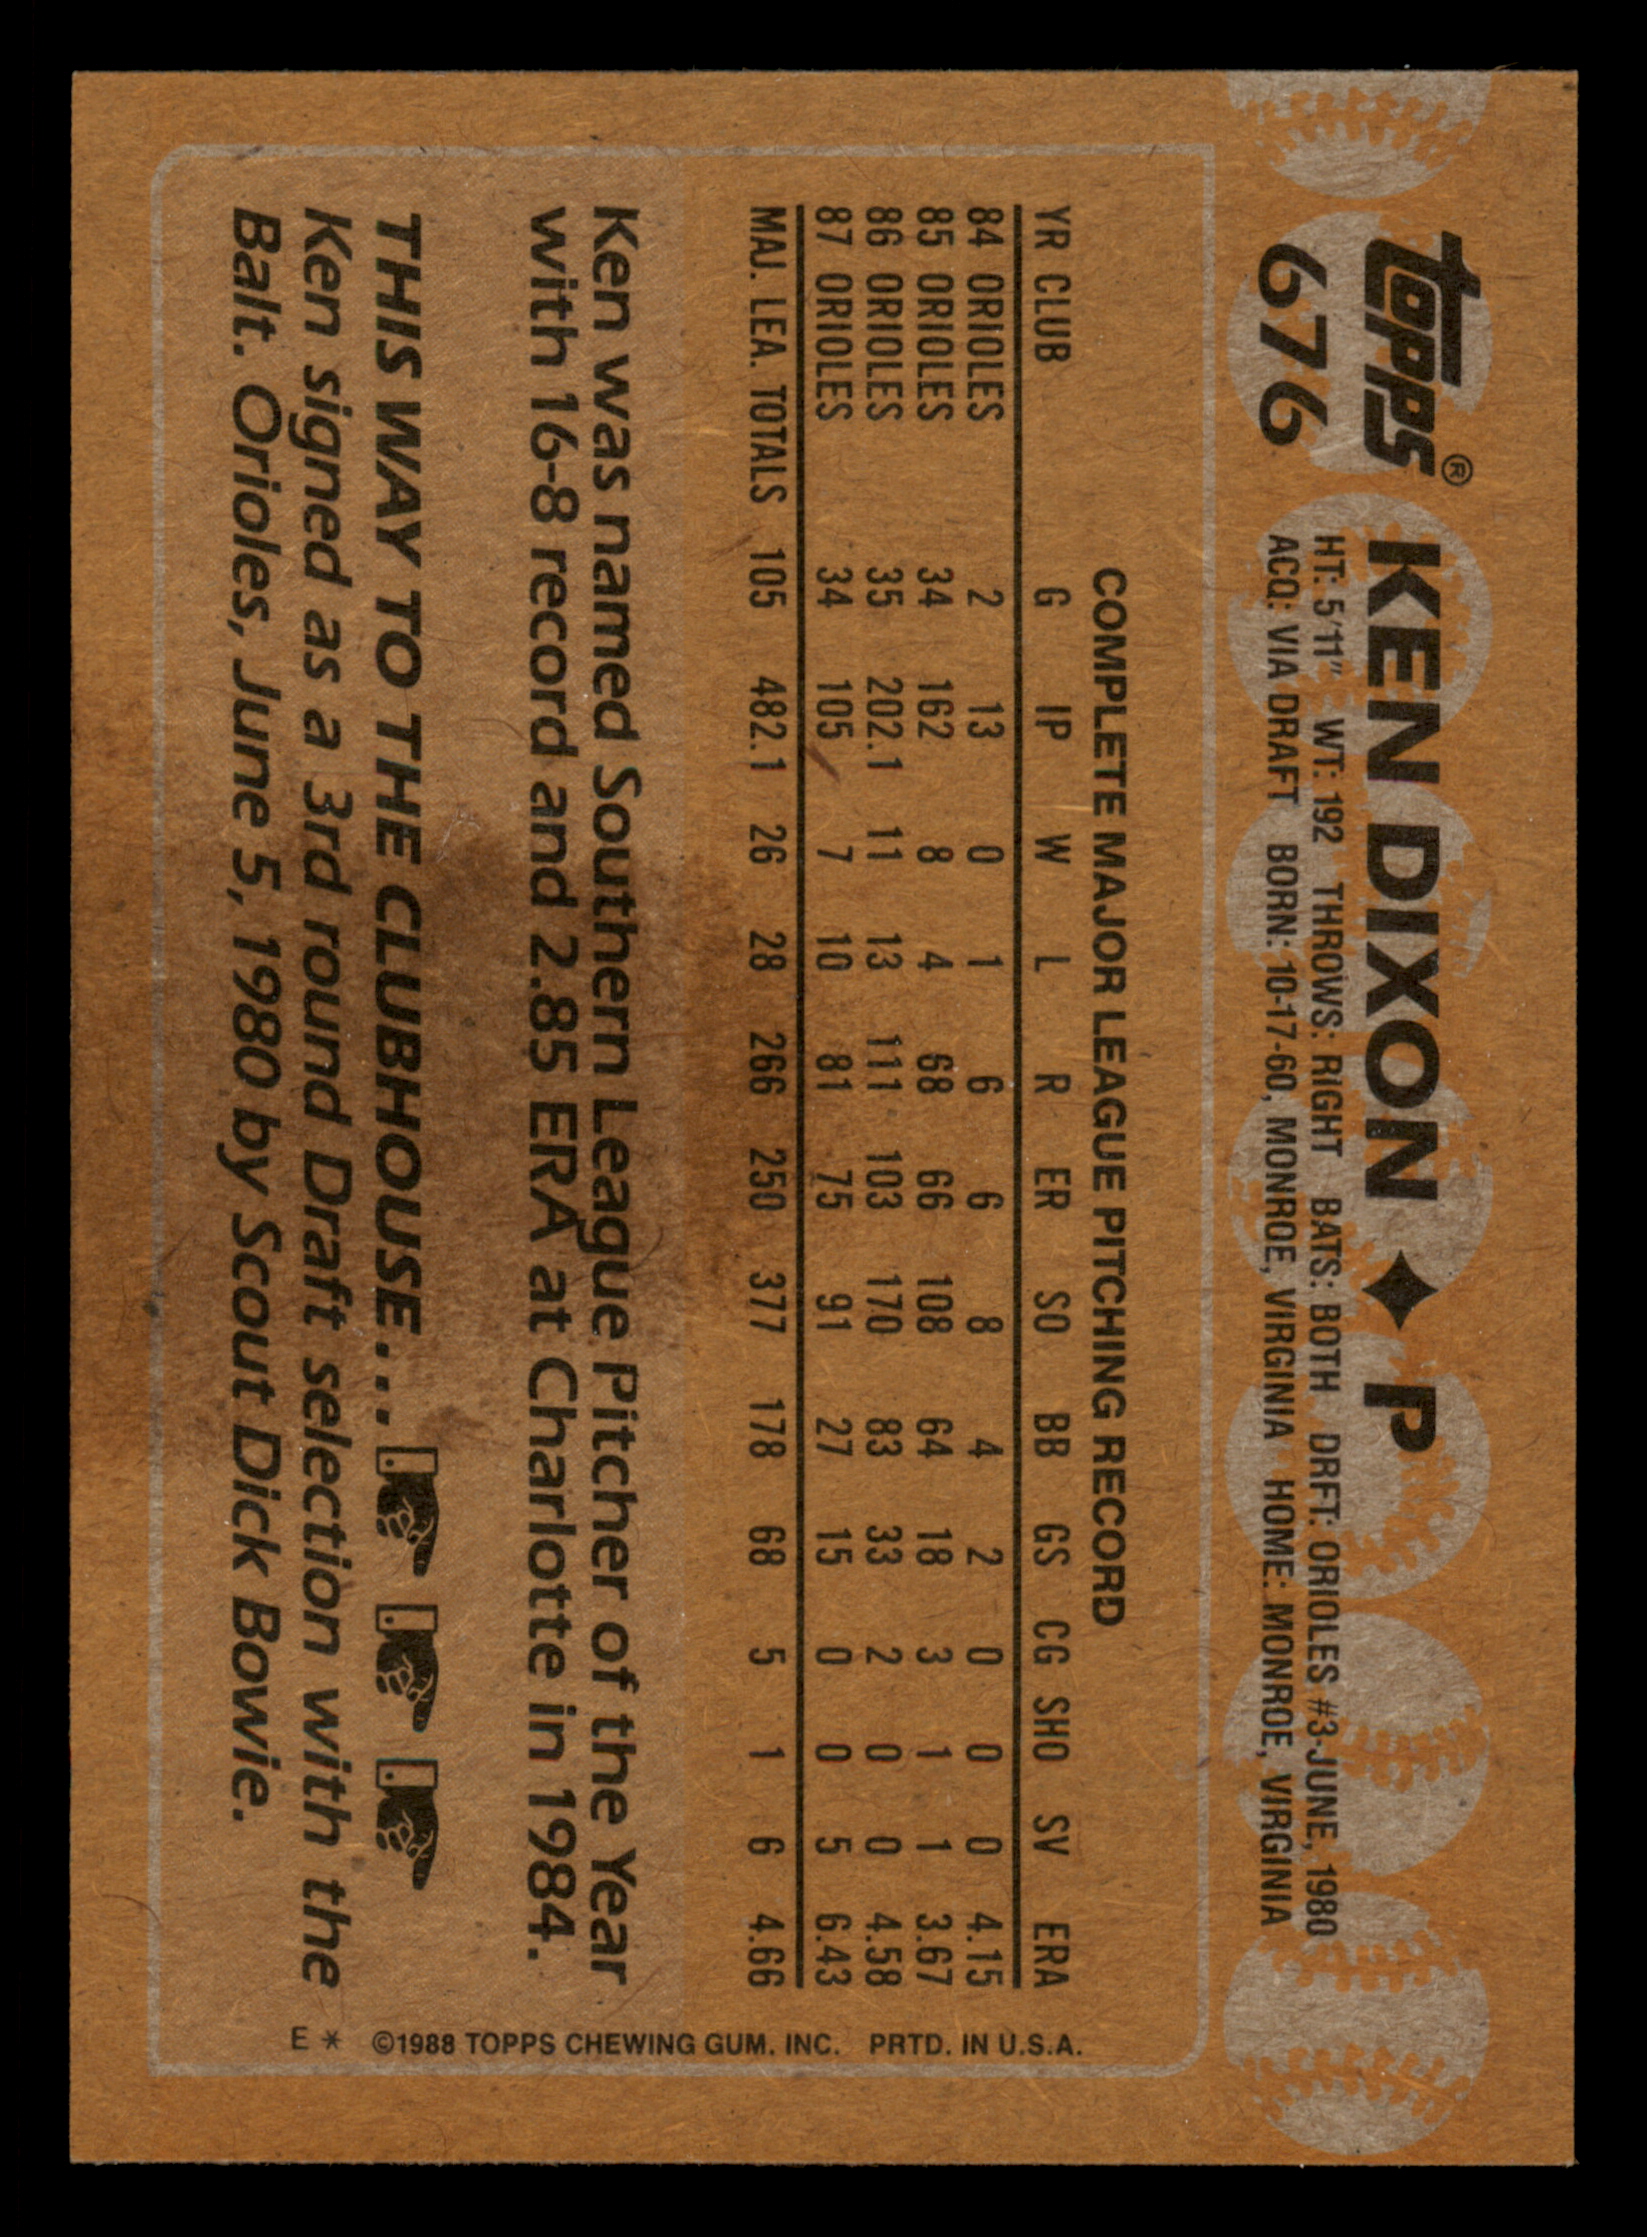 Topps®
676
KEN DIXON ✦ P
HT: 5'11" WT: 192 THROWS: RIGHT BATS: BOTH DRFT: ORIOLES #3-JUNE, 1980
ACQ: VIA DRAFT BORN: 10-17-60, MONROE, VIRGINIA HOME: MONROE, VIRGINIA
COMPLETE MAJOR LEAGUE PITCHING RECORD
YR CLUB G IP W L R ER SO BB GS CG SHO SV ERA
84 ORIOLES 2 13 0 1 6 6 8 4 2 0 0 0 4.15
85 ORIOLES 34 162 8 4 68 66 108 64 18 3 1 1 3.67
86 ORIOLES 35 202.1 11 13 111 103 170 83 33 2 0 0 4.58
87 ORIOLES 34 105 7 10 81 75 91 27 15 0 0 5 6.43
MAJ. LEA. TOTALS 105 482.1 26 28 266 250 377 178 68 5 1 6 4.66
Ken was named Southern League Pitcher of the Year
with 16-8 record and 2.85 ERA at Charlotte in 1984.
THIS WAY TO THE CLUBHOUSE...
Ken signed as a 3rd round Draft selection with the
Balt. Orioles, June 5, 1980 by Scout Dick Bowie.
E * ©1988 TOPPS CHEWING GUM. INC. PRTD. IN U.S.A.